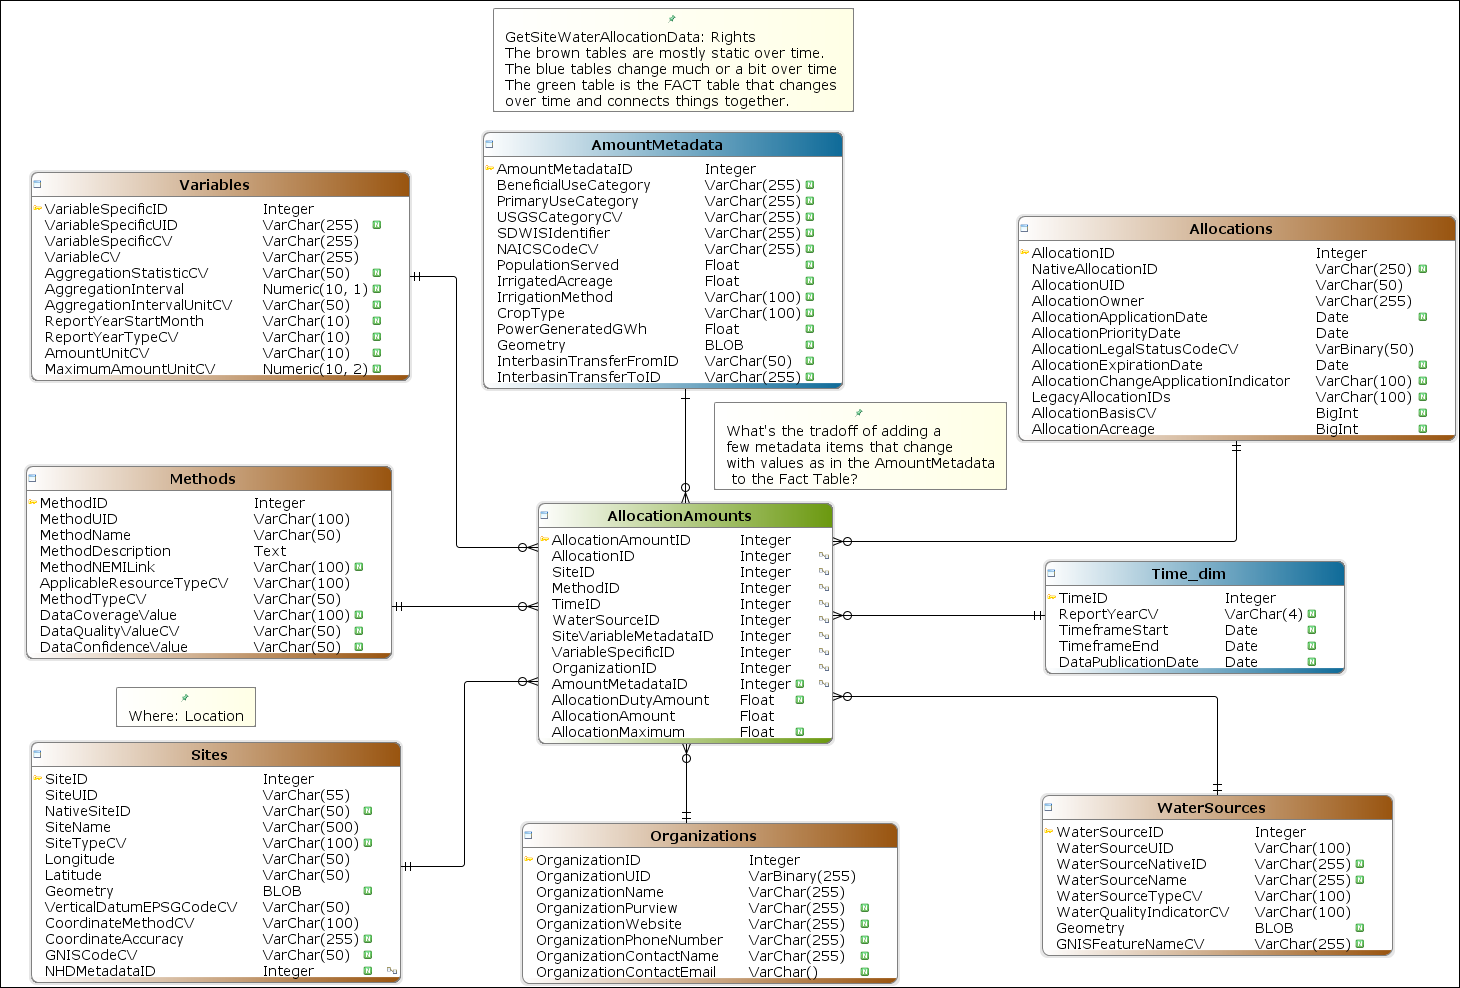 GetSiteWaterAllocationData: Rights
The brown tables are mostly static over time.
The blue tables change much or a bit over time
The green table is the FACT table that changes
over time and connects things together.
AmountMetadata
AmountMetadataID Integer
BeneficialUseCategory VarChar(255) N
PrimaryUseCategory VarChar(255) N
USGSCategoryCV VarChar(255) N
SDWISIdentifier VarChar(255) N
NAICSCodeCV VarChar(255) N
PopulationServed Float N
IrrigatedAcreage Float N
IrrigationMethod VarChar(100) N
CropType VarChar(100) N
PowerGeneratedGWh Float N
Geometry BLOB N
InterbasinTransferFromID VarChar(50) N
InterbasinTransferToID VarChar(255) N
Variables
VariableSpecificID Integer
VariableSpecificUID VarChar(255) N
VariableSpecificCV VarChar(255)
VariableCV VarChar(255)
AggregationStatisticCV VarChar(50) N
AggregationInterval Numeric(10, 1) N
AggregationIntervalUnitCV VarChar(50) N
ReportYearStartMonth VarChar(10) N
ReportYearTypeCV VarChar(10) N
AmountUnitCV VarChar(10) N
MaximumAmountUnitCV Numeric(10, 2) N
Allocations
AllocationID Integer
NativeAllocationID VarChar(250) N
AllocationUID VarChar(50)
AllocationOwner VarChar(255)
AllocationApplicationDate Date N
AllocationPriorityDate Date
AllocationLegalStatusCodeCV VarBinary(50)
AllocationExpirationDate Date N
AllocationChangeApplicationIndicator VarChar(100) N
LegacyAllocationIDs VarChar(100) N
AllocationBasisCV BigInt N
AllocationAcreage BigInt N
What's the tradoff of adding a
few metadata items that change
with values as in the AmountMetadata
to the Fact Table?
Methods
MethodID Integer
MethodUID VarChar(100)
MethodName VarChar(50)
MethodDescription Text
MethodNEMILink VarChar(100) N
ApplicableResourceTypeCV VarChar(100)
MethodTypeCV VarChar(50)
DataCoverageValue VarChar(100) N
DataQualityValueCV VarChar(50) N
DataConfidenceValue VarChar(50) N
AllocationAmounts
AllocationAmountID Integer
AllocationID Integer
SiteID Integer
MethodID Integer
TimeID Integer
WaterSourceID Integer
SiteVariableMetadataID Integer
VariableSpecificID Integer
OrganizationID Integer
AmountMetadataID Integer N
AllocationDutyAmount Float N
AllocationAmount Float
AllocationMaximum Float N
Time_dim
TimeID Integer
ReportYearCV VarChar(4) N
TimeframeStart Date N
TimeframeEnd Date N
DataPublicationDate Date N
Where: Location
Sites
SiteID Integer
SiteUID VarChar(55)
NativeSiteID VarChar(50) N
SiteName VarChar(500)
SiteTypeCV VarChar(100) N
Longitude VarChar(50)
Latitude VarChar(50)
Geometry BLOB N
VerticalDatumEPSGCodeCV VarChar(50)
CoordinateMethodCV VarChar(100)
CoordinateAccuracy VarChar(255) N
GNISCodeCV VarChar(50) N
NHDMetadataID Integer N
Organizations
OrganizationID Integer
OrganizationUID VarBinary(255)
OrganizationName VarChar(255)
OrganizationPurview VarChar(255) N
OrganizationWebsite VarChar(255) N
OrganizationPhoneNumber VarChar(255) N
OrganizationContactName VarChar(255) N
OrganizationContactEmail VarChar() N
WaterSources
WaterSourceID Integer
WaterSourceUID VarChar(100)
WaterSourceNativeID VarChar(255) N
WaterSourceName VarChar(255) N
WaterSourceTypeCV VarChar(100)
WaterQualityIndicatorCV VarChar(100)
Geometry BLOB N
GNISFeatureNameCV VarChar(255) N